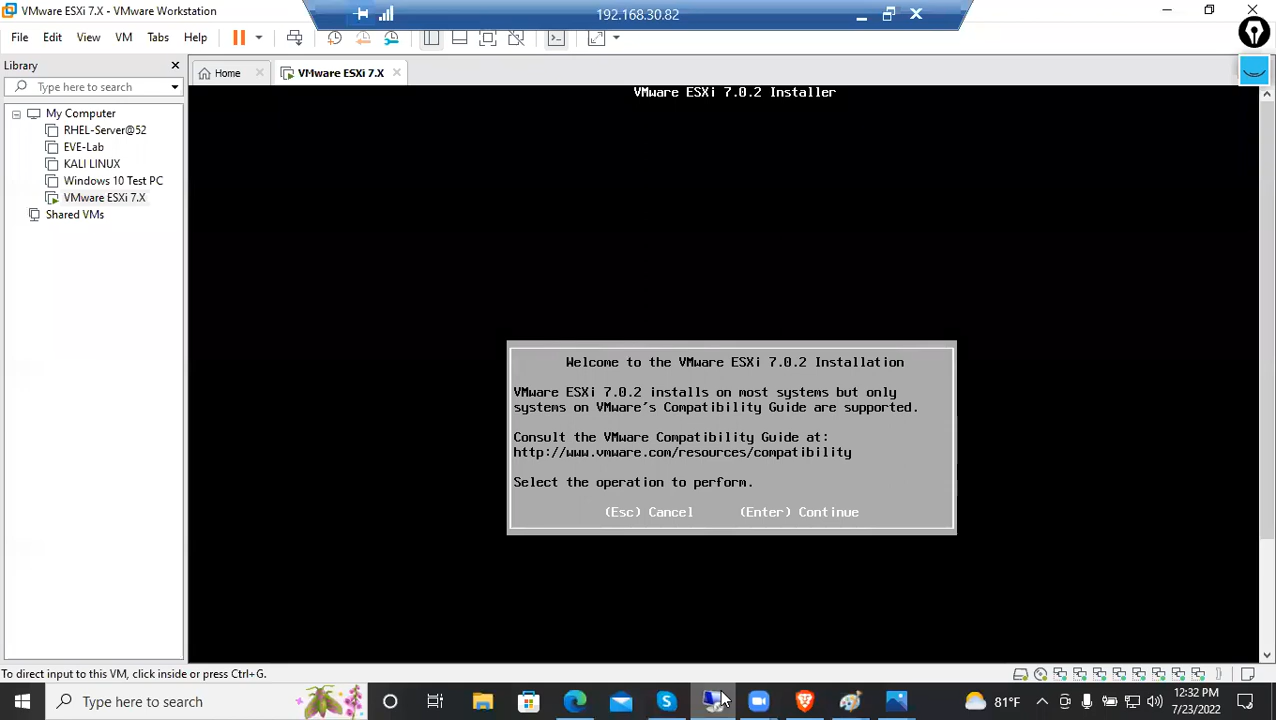 VMware ESXi 7.X - VMware Workstation
192.168.30.82
File Edit View VM Tabs Help
Library
Home
VMware ESXi 7.X
Type here to search
My Computer
RHEL-Server@52
EVE-Lab
KALI LINUX
Windows 10 Test PC
VMware ESXi 7.X
Shared VMs
VMware ESXi 7.0.2 Installer
Welcome to the VMware ESXi 7.0.2 Installation
VMware ESXi 7.0.2 installs on most systems but only
systems on VMware's Compatibility Guide are supported.
Consult the VMware Compatibility Guide at:
http://www.vmware.com/resources/compatibility
Select the operation to perform.
(Esc) Cancel (Enter) Continue
To direct input to this VM, click inside or press Ctrl+G.
Type here to search
81°F
12:32 PM
7/23/2022